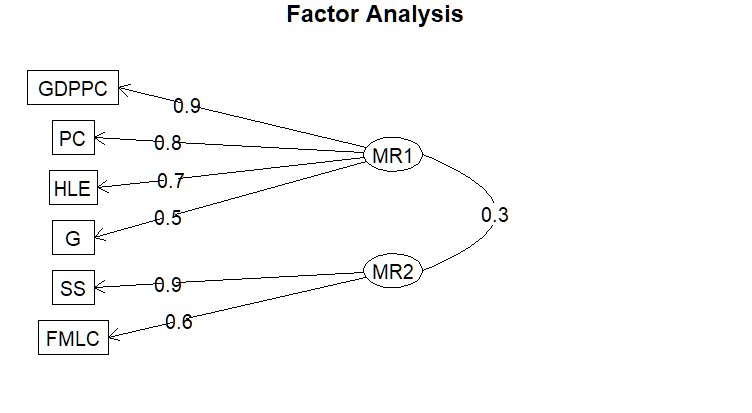 Factor Analysis
GDPPC
0.9
PC
0.8
MR1
HLE
0.7
G
0.5
0.3
SS
0.9
MR2
FMLC
0.6